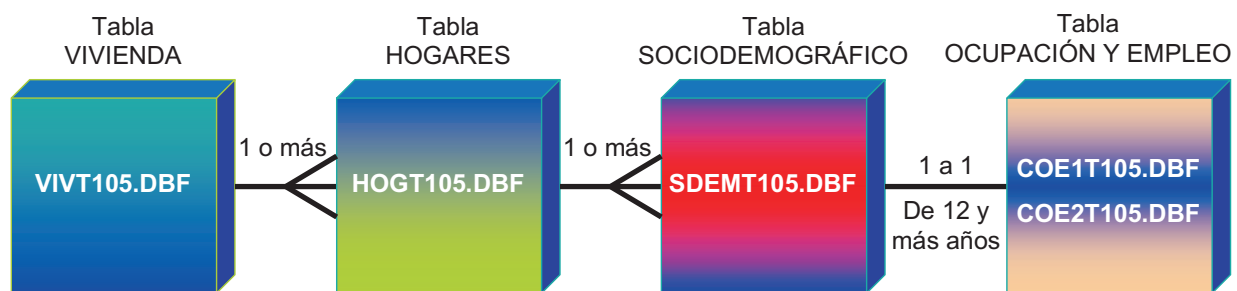 Tabla
VIVIENDA
Tabla
HOGARES
Tabla
SOCIODEMOGRÁFICO
Tabla
OCUPACIÓN Y EMPLEO
VIVT105.DBF
1 o más
HOGT105.DBF
1 o más
SDEMT105.DBF
1 a 1
De 12 y
más años
COE1T105.DBF
COE2T105.DBF